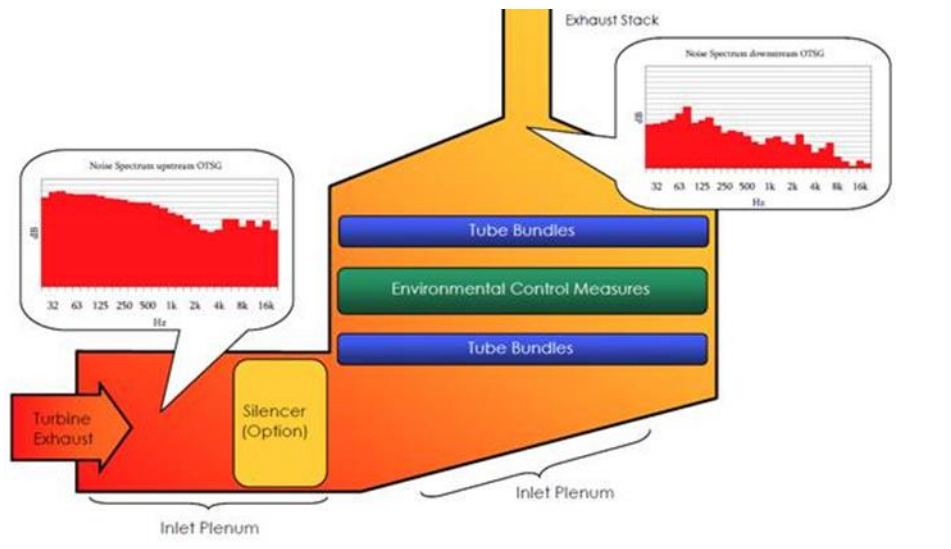 Exhaust Stack
Noise Spectrum downstream OTSG
dB
32 63 125 250 500 1k 2k 4k 8k 16k
Hz
Noise Spectrum upstream OTSG
dB
32 63 125 250 500 1k 2k 4k 8k 16k
Hz
Tube Bundles
Environmental Control Measures
Tube Bundles
Turbine
Exhaust
Silencer
(Option)
Inlet Plenum
Inlet Plenum